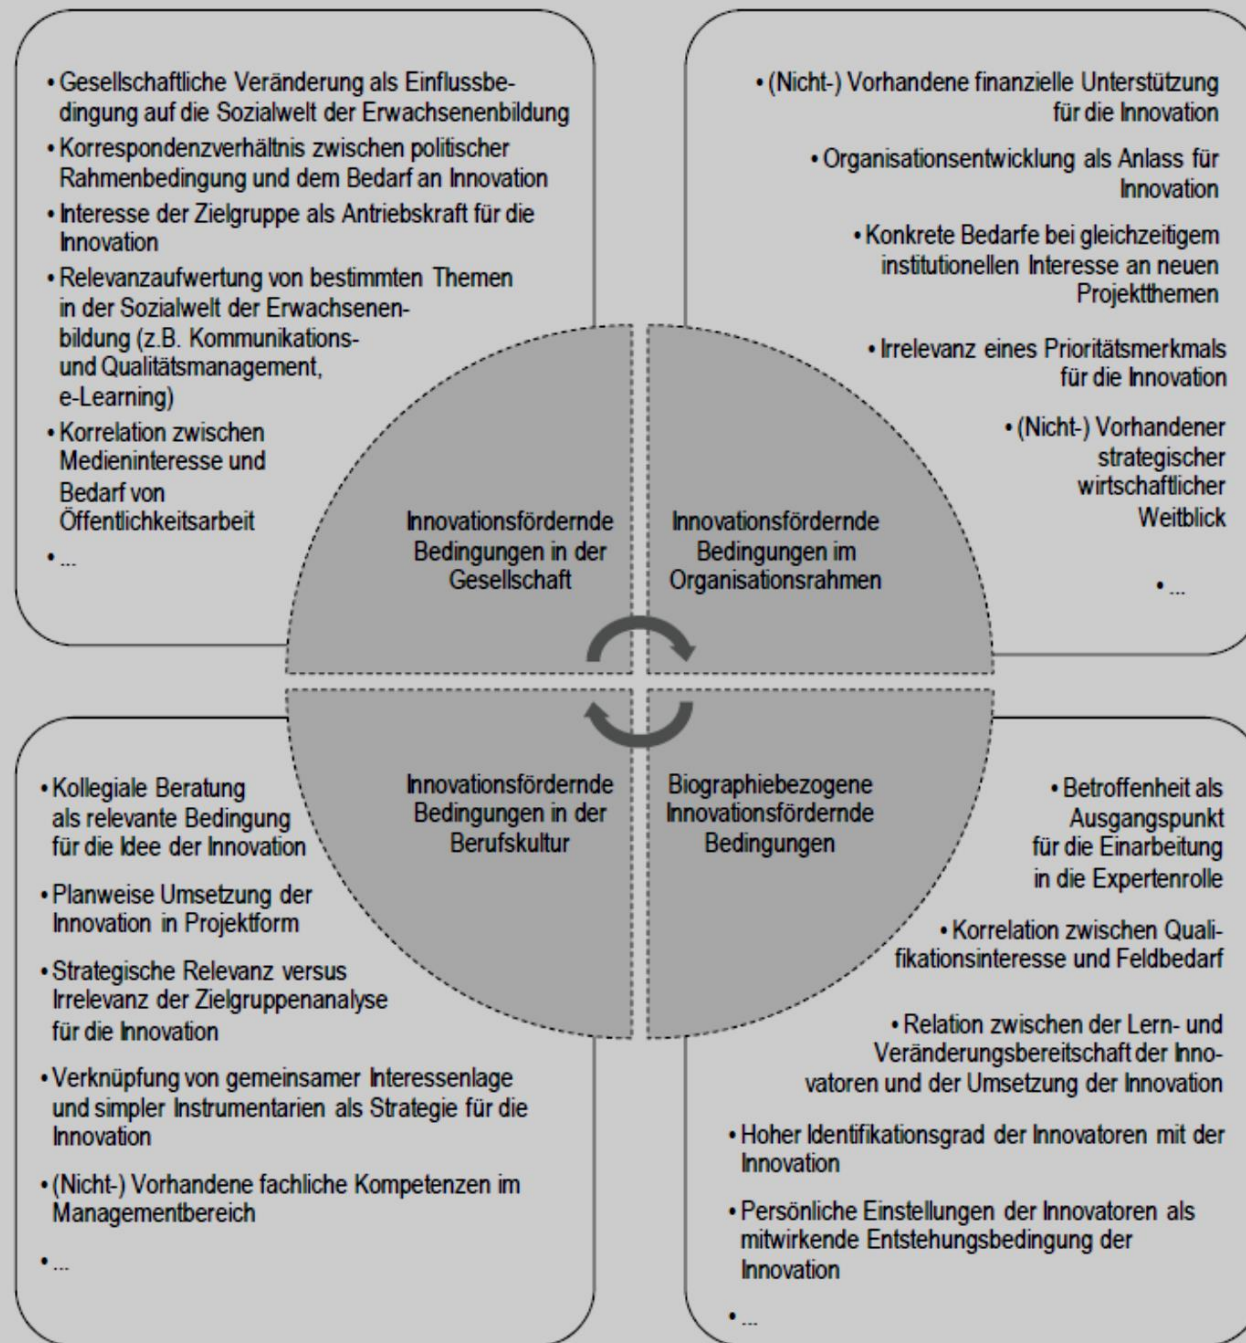 • Gesellschaftliche Veränderung als Einflussbe-
dingung auf die Sozialwelt der Erwachsenenbildung
• Korrespondenzverhältnis zwischen politischer
Rahmenbedingung und dem Bedarf an Innovation
• Interesse der Zielgruppe als Antriebskraft für die
Innovation
• Relevanzaufwertung von bestimmten Themen
in der Sozialwelt der Erwachsenen-
bildung (z.B. Kommunikations-
und Qualitätsmanagement,
e-Learning)
• Korrelation zwischen
Medieninteresse und
Bedarf von
Öffentlichkeitsarbeit
• ...
• (Nicht-) Vorhandene finanzielle Unterstützung
für die Innovation
• Organisationsentwicklung als Anlass für
Innovation
• Konkrete Bedarfe bei gleichzeitigem
institutionellen Interesse an neuen
Projektthemen
• Irrelevanz eines Prioritätsmerkmals
für die Innovation
• (Nicht-) Vorhandener
strategischer
wirtschaftlicher
Weitblick
• ...
Innovationsfördernde
Bedingungen in der
Gesellschaft
Innovationsfördernde
Bedingungen im
Organisationsrahmen
Innovationsfördernde
Bedingungen in der
Berufskultur
Biographiebezogene
Innovationsfördernde
Bedingungen
• Kollegiale Beratung
als relevante Bedingung
für die Idee der Innovation
• Planweise Umsetzung der
Innovation in Projektform
• Strategische Relevanz versus
Irrelevanz der Zielgruppenanalyse
für die Innovation
• Verknüpfung von gemeinsamer Interessenlage
und simpler Instrumentarien als Strategie für die
Innovation
• (Nicht-) Vorhandene fachliche Kompetenzen im
Managementbereich
• ...
• Betroffenheit als
Ausgangspunkt
für die Einarbeitung
in die Expertenrolle
• Korrelation zwischen Quali-
fikationsinteresse und Feldbedarf
• Relation zwischen der Lern- und
Veränderungsbereitschaft der Inno-
vatoren und der Umsetzung der Innovation
• Hoher Identifikationsgrad der Innovatoren mit der
Innovation
• Persönliche Einstellungen der Innovatoren als
mitwirkende Entstehungsbedingung der
Innovation
• ...